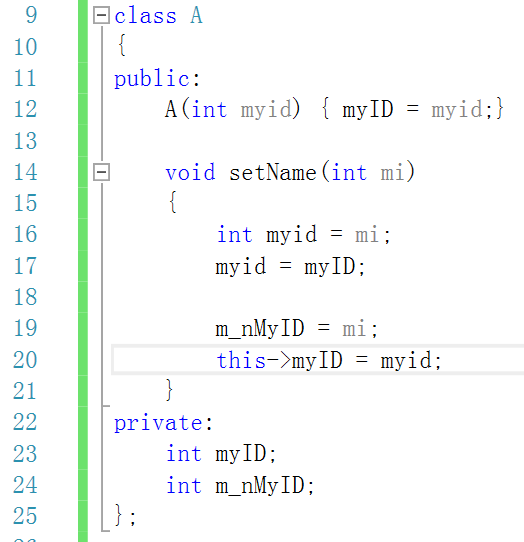 9 class A
10 {
11 public:
12 A(int myid) { myID = myid;}
13
14 void setName(int mi)
15 {
16 int myid = mi;
17 myid = myID;
18
19 m_nMyID = mi;
20 this->myID = myid;
21 }
22 private:
23 int myID;
24 int m_nMyID;
25 };